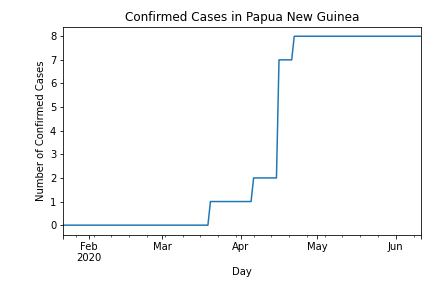 Confirmed Cases in Papua New Guinea
8
7
6
5
4
3
2
1
0
Number of Confirmed Cases
Feb Mar Apr May Jun
2020
Day